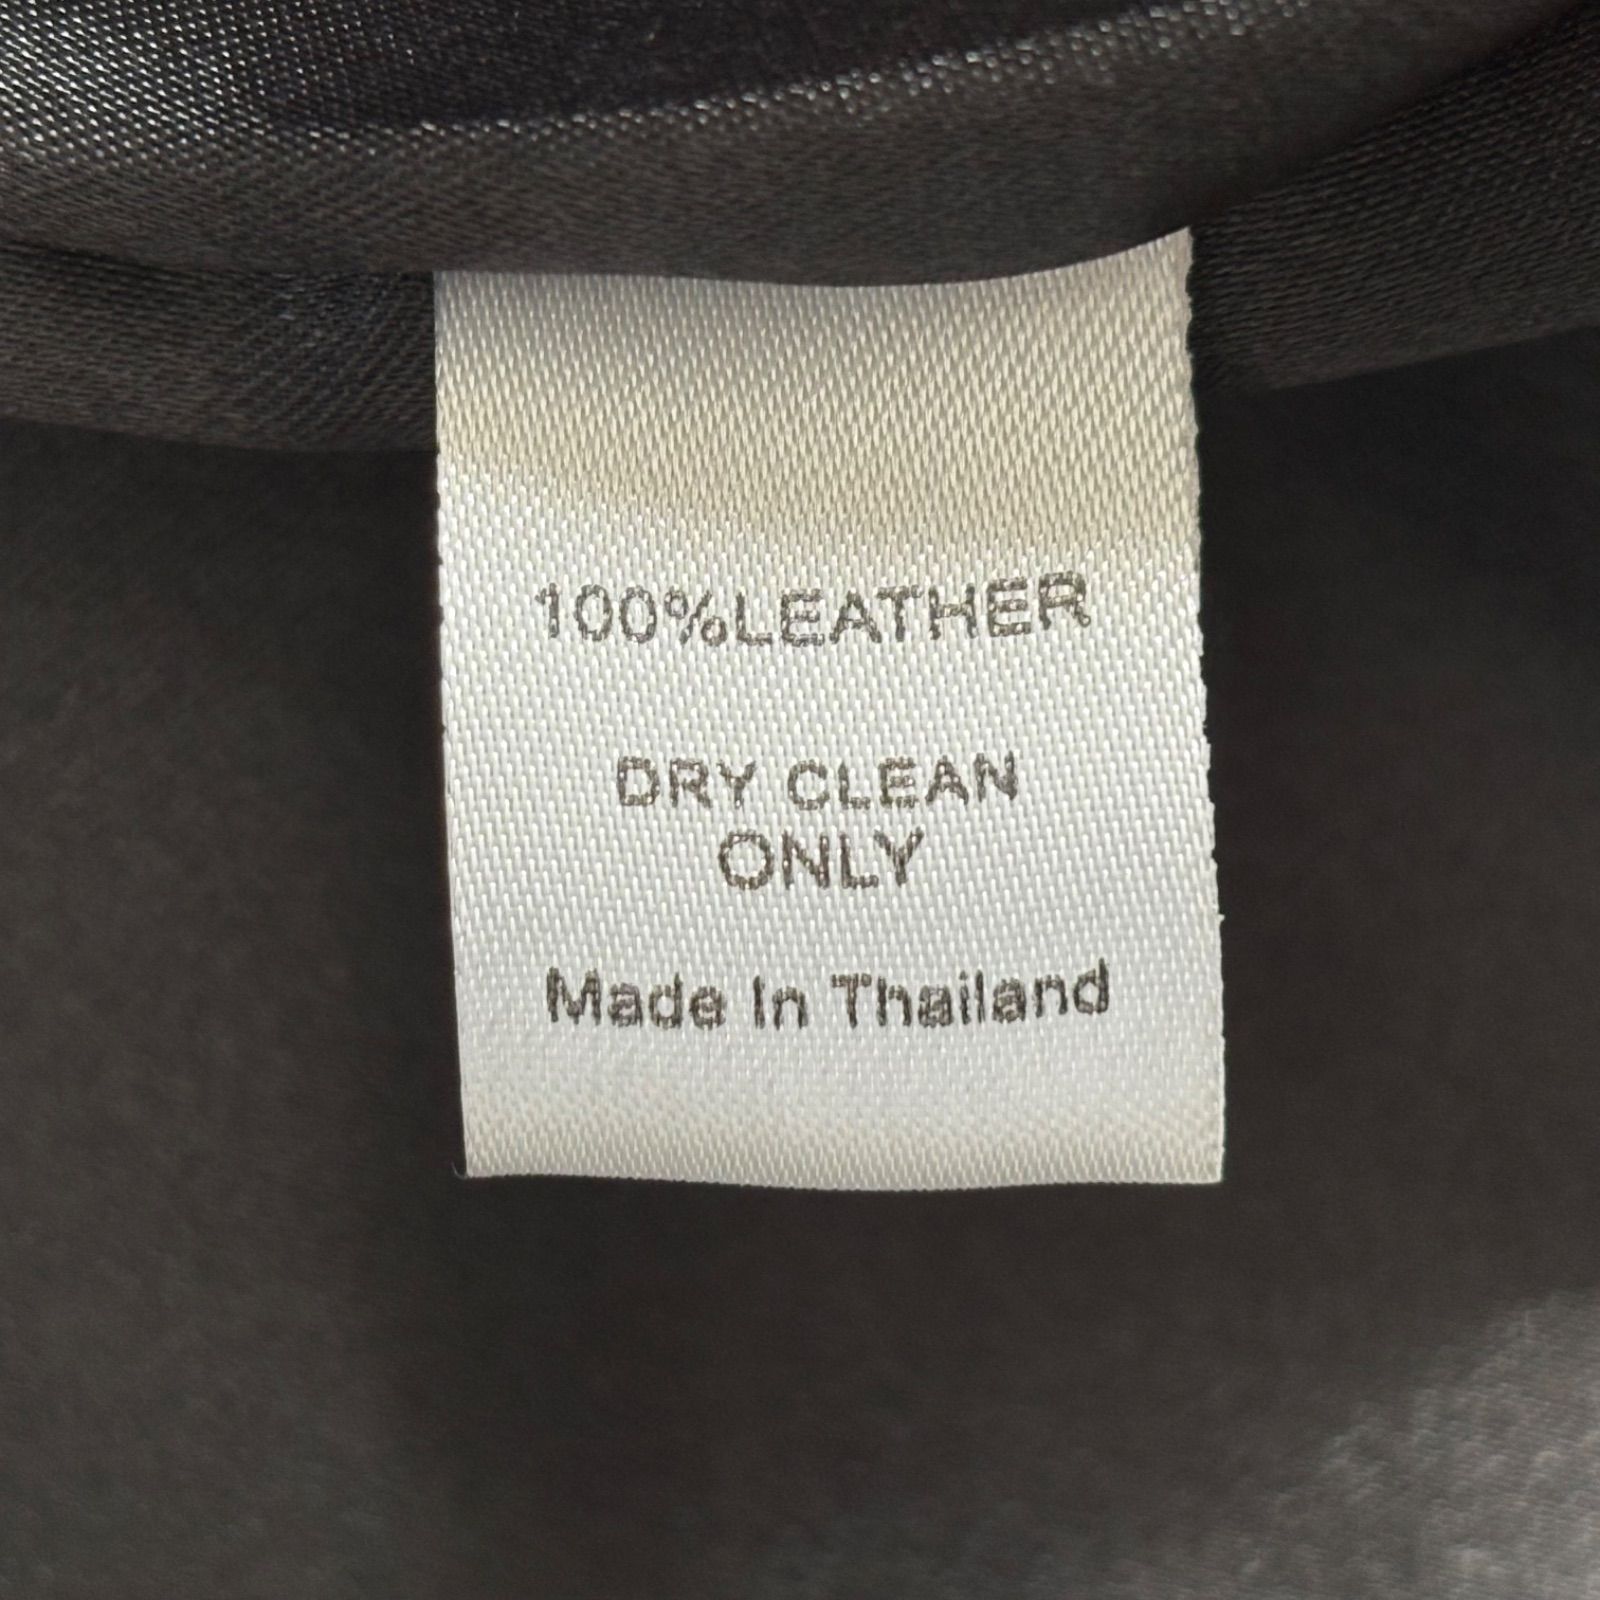 100%LEATHER
DRY CLEAN
ONLY
Made In Thailand